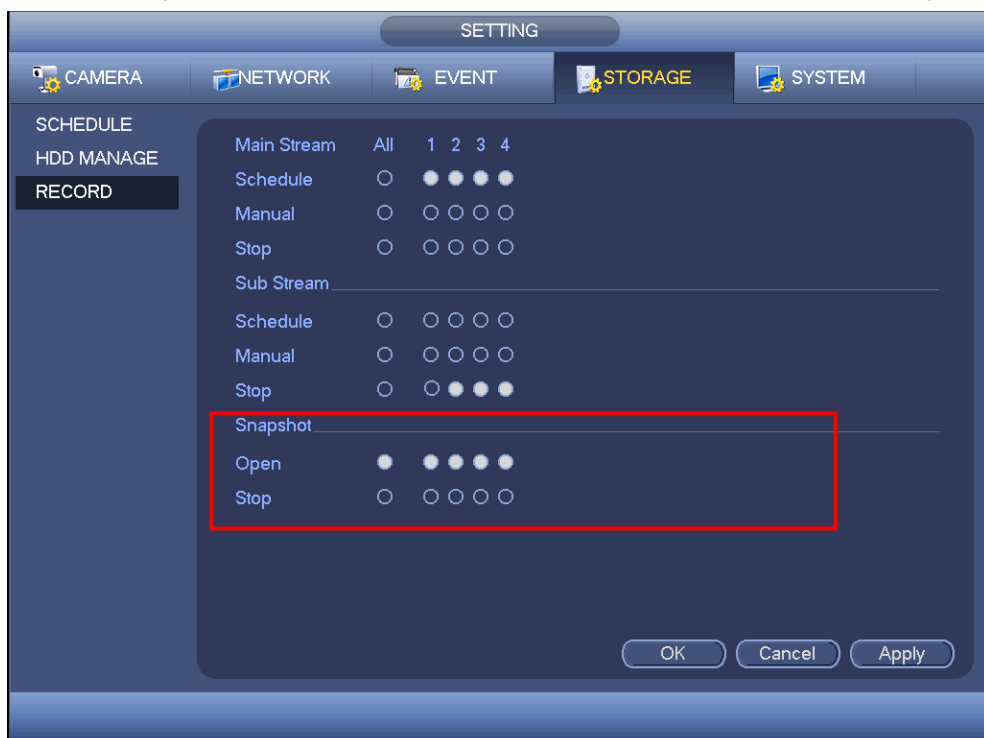 SETTING
CAMERA NETWORK EVENT STORAGE SYSTEM
SCHEDULE
HDD MANAGE
RECORD
Main Stream All 1 2 3 4
Schedule
Manual
Stop
Sub Stream
Schedule
Manual
Stop
Snapshot
Open
Stop
OK Cancel Apply